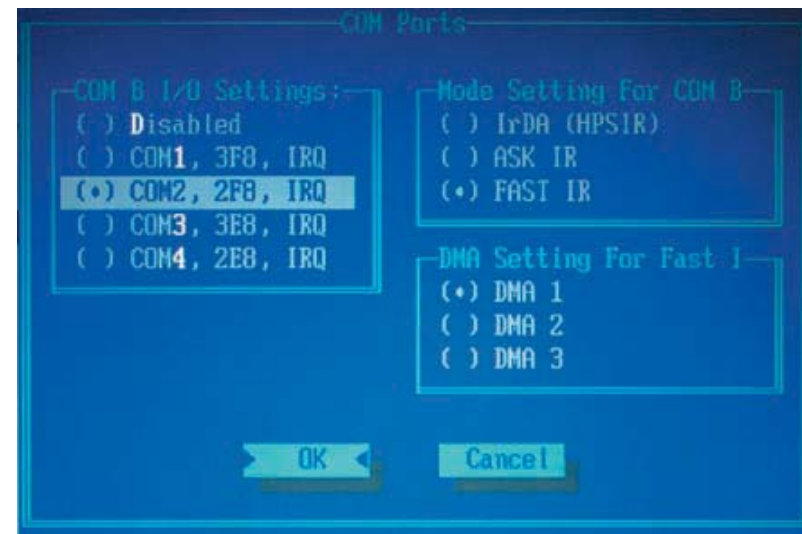 COM Ports
COM B I/O Settings:
( ) Disabled
( ) COM1, 3F8, IRQ
(•) COM2, 2F8, IRQ
( ) COM3, 3E8, IRQ
( ) COM4, 2E8, IRQ
Mode Setting For COM B
( ) IrDA (HPSIR)
( ) ASK IR
(•) FAST IR
DMA Setting For Fast I
(•) DMA 1
( ) DMA 2
( ) DMA 3
OK
Cancel